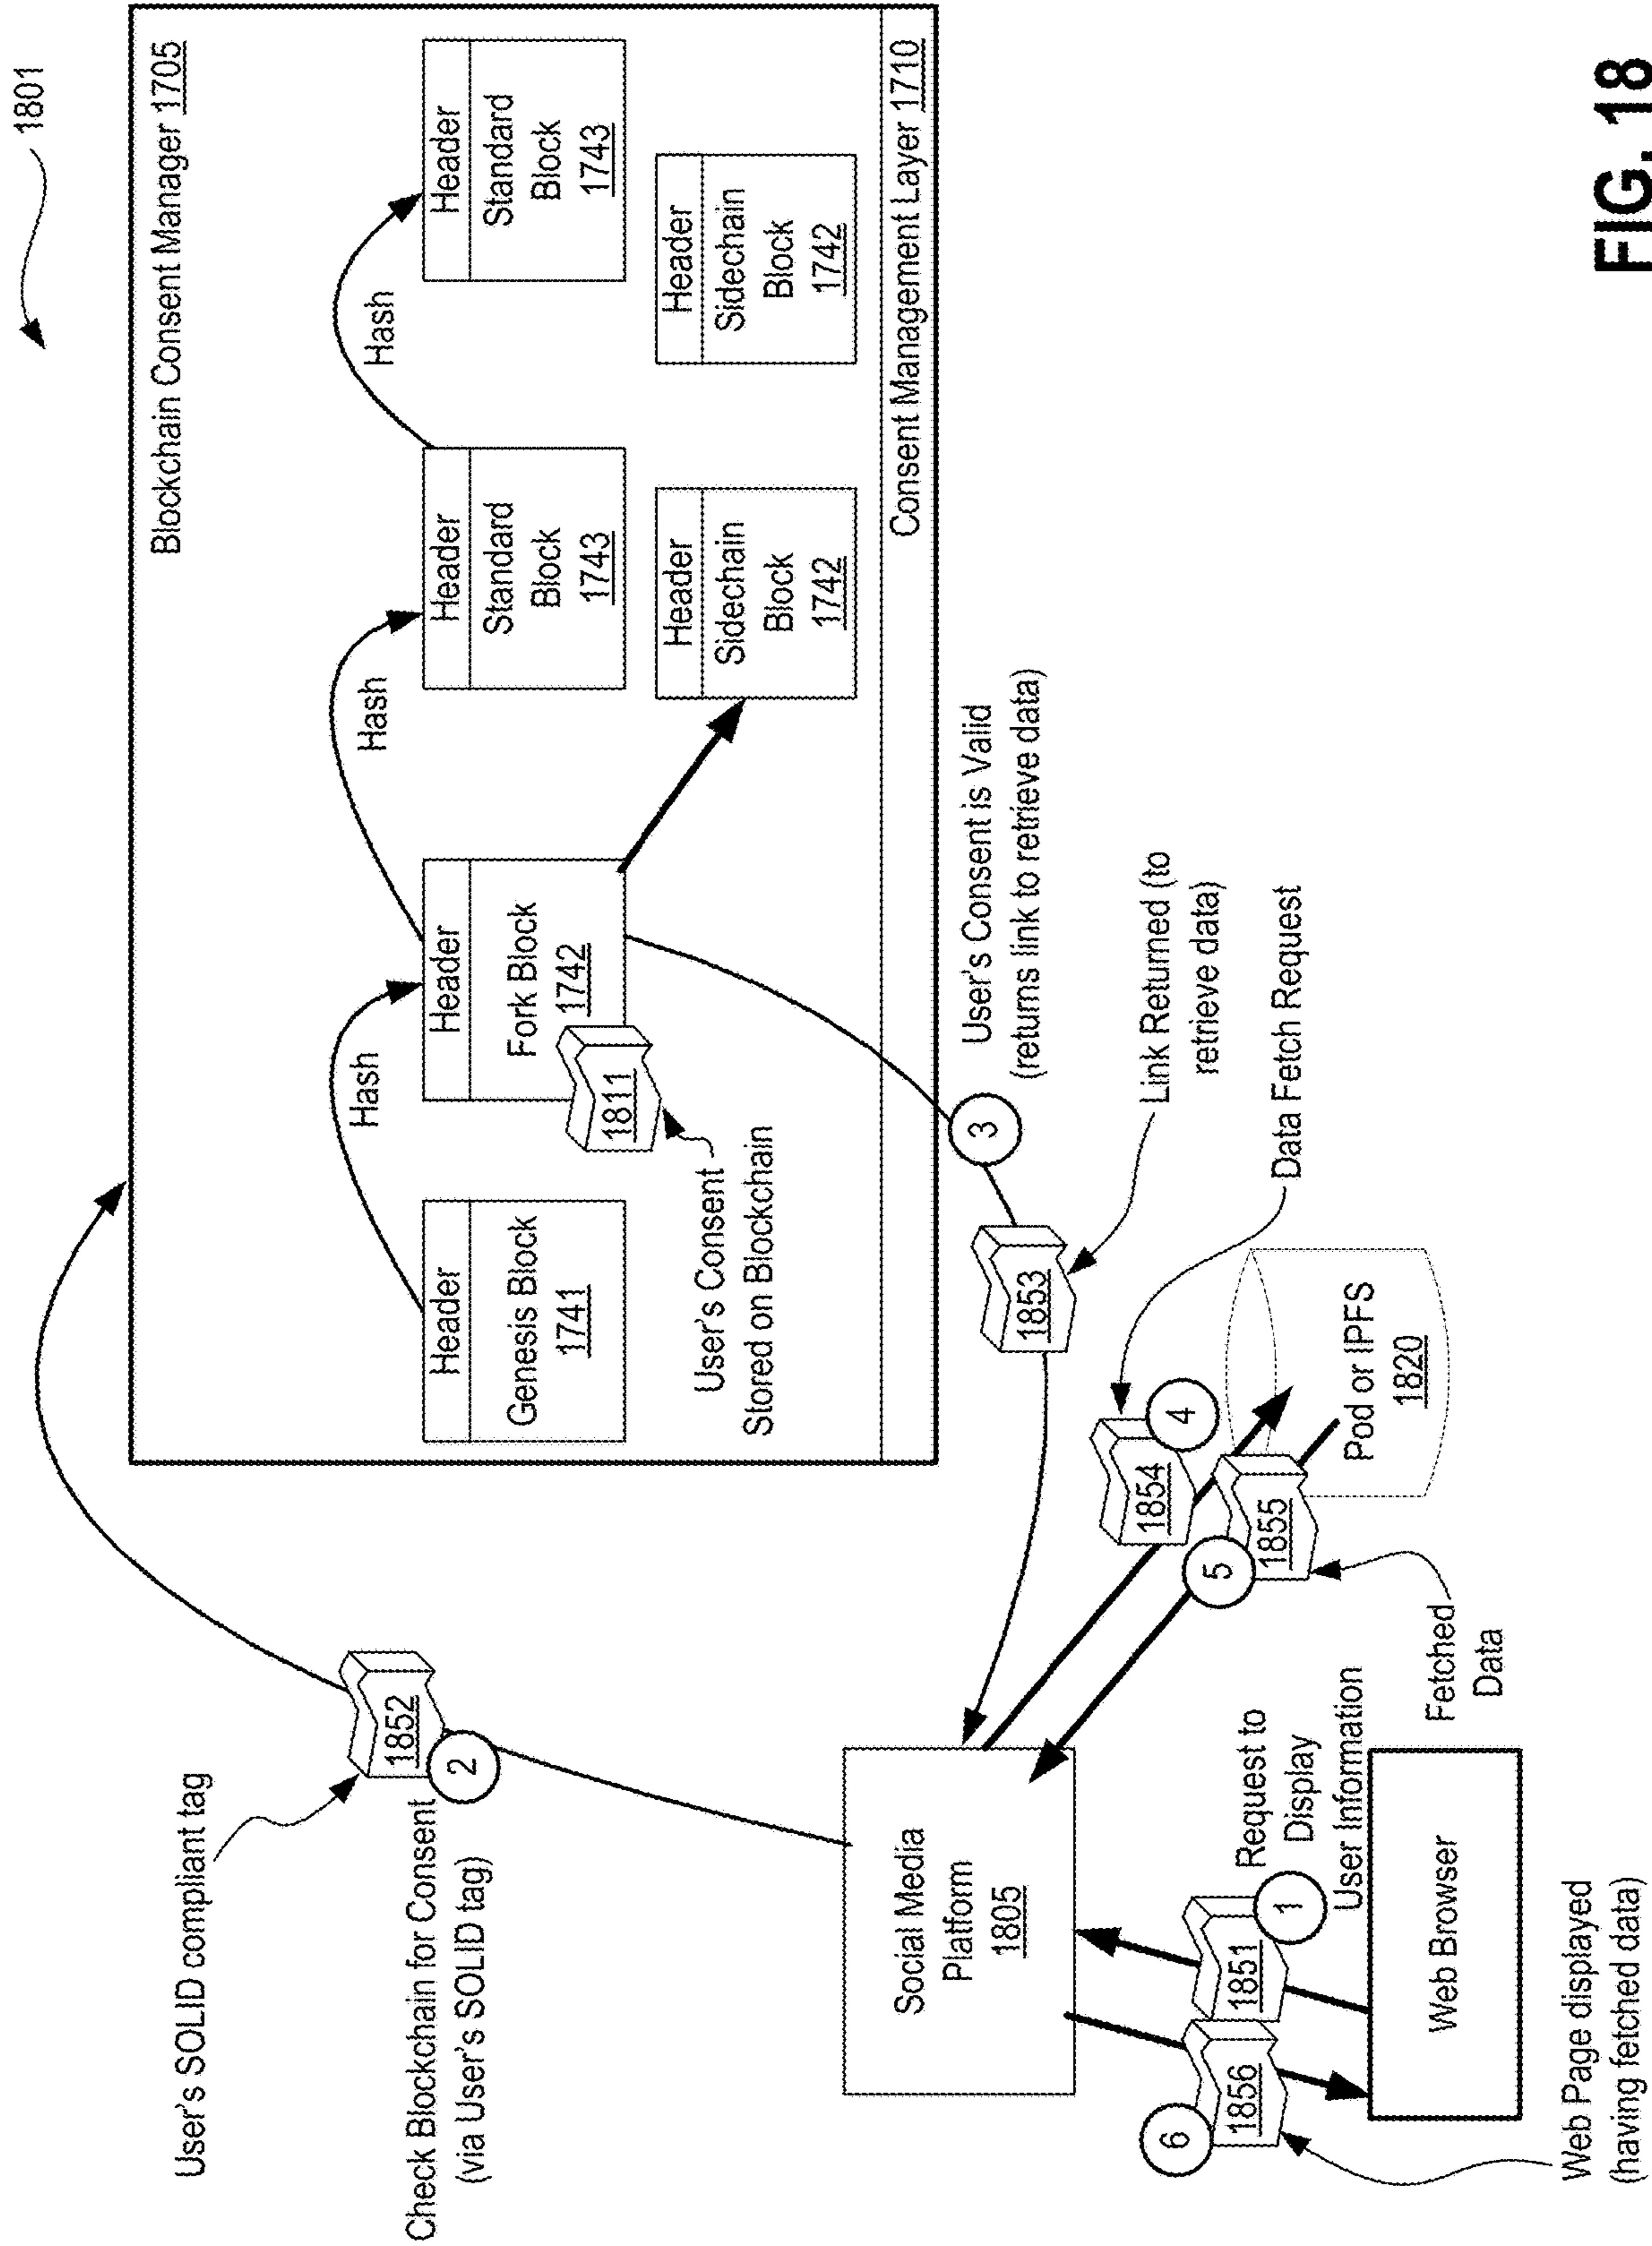 1801
Blockchain Consent Manager 1705
Hash
Hash
Hash
Header
Genesis Block
1741
Header
Fork Block
1742
Header
Standard
Block
1743
Header
Standard
Block
1743
1811
User's Consent
Stored on Blockchain
Header
Sidechain
Block
1742
Header
Sidechain
Block
1742
Consent Management Layer 1710
User's SOLID compliant tag
1852
2
Check Blockchain for Consent
(via User's SOLID tag)
3
User's Consent is Valid
(returns link to retrieve data)
1853
Link Returned (to
retrieve data)
Data Fetch Request
4
1854
5
1855
Fetched
Data
Pod or IPFS
1820
Social Media
Platform
1805
Request to
Display
User Information
1
1851
6
1856
Web Browser
Web Page displayed
(having fetched data)
FIG. 18